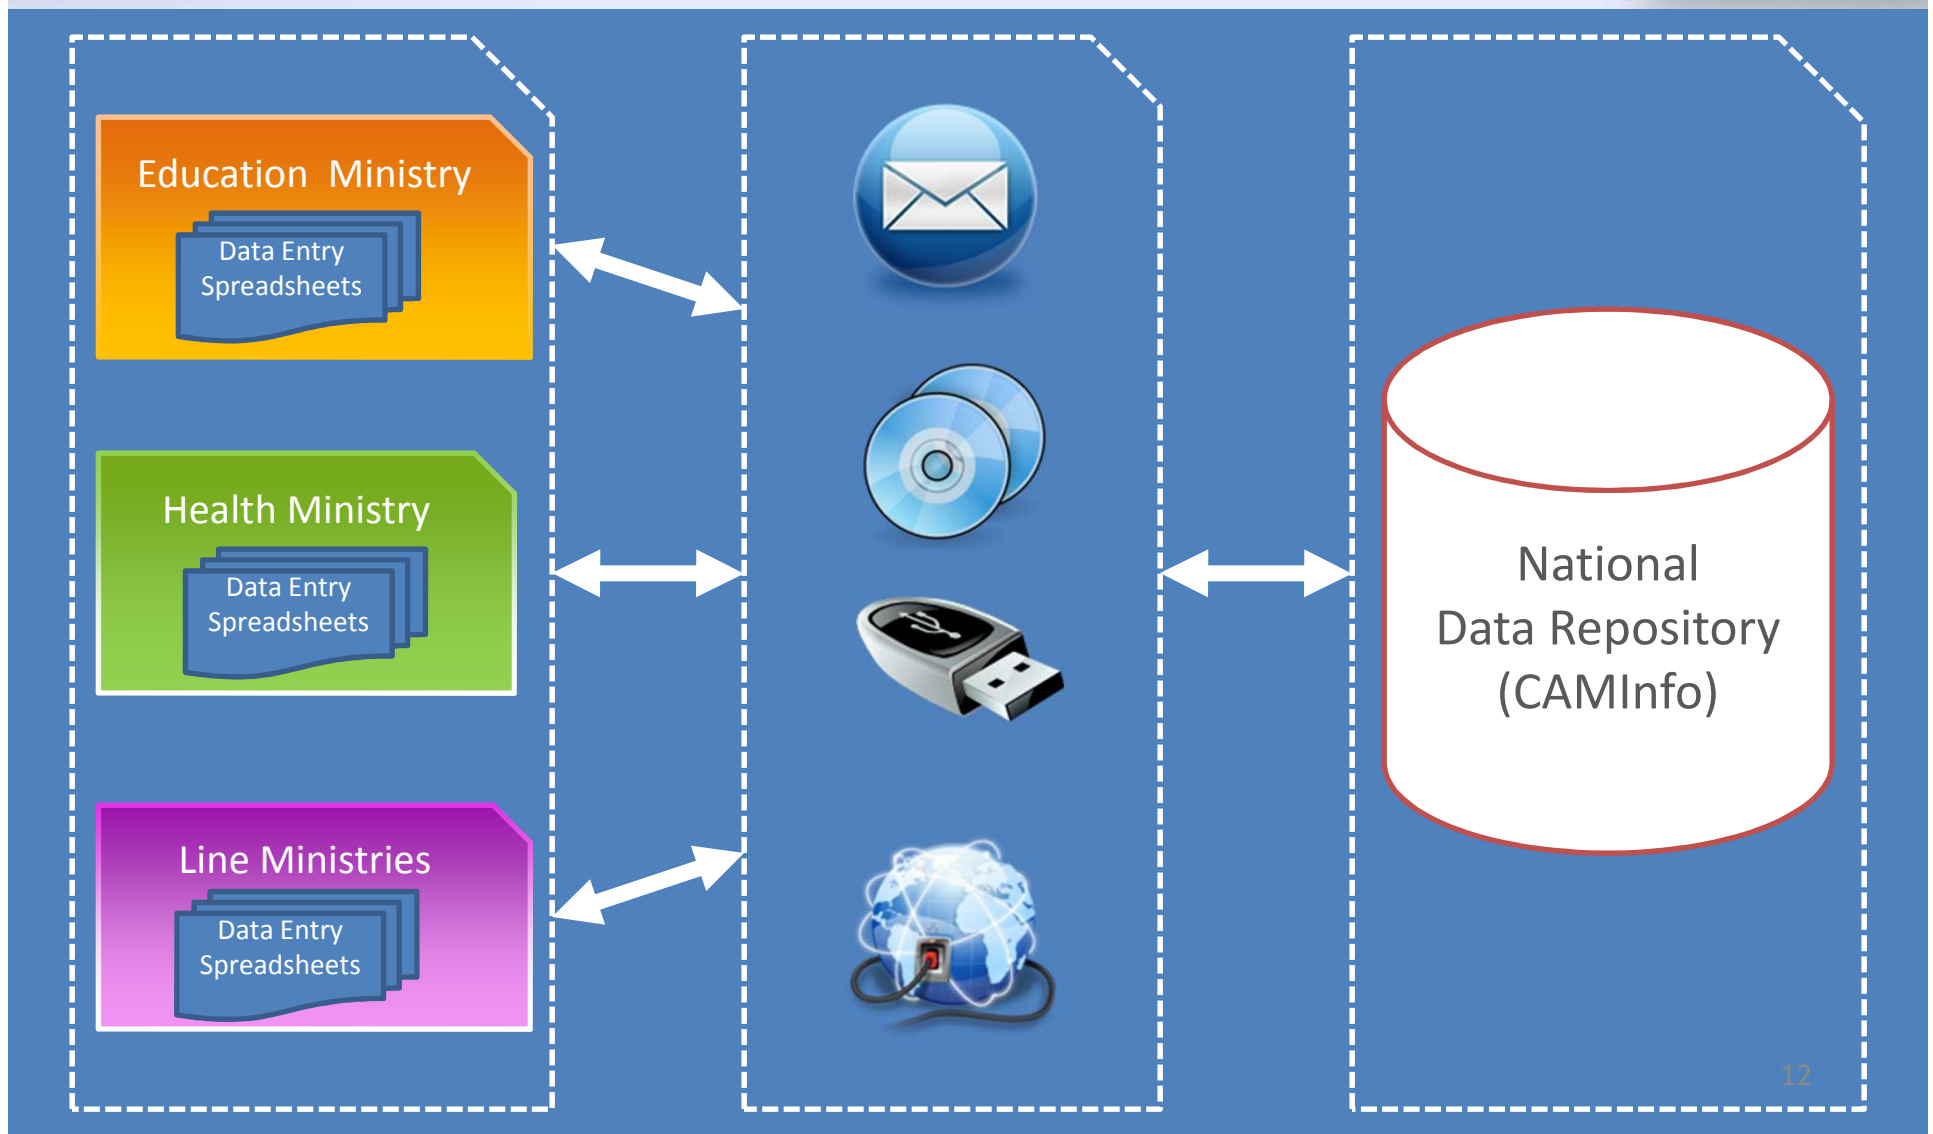 Education  Ministry
Data Entry
Spreadsheets
Health Ministry
Data Entry
Spreadsheets
Line Ministries
Data Entry
Spreadsheets
National
Data Repository
(CAMInfo)
12